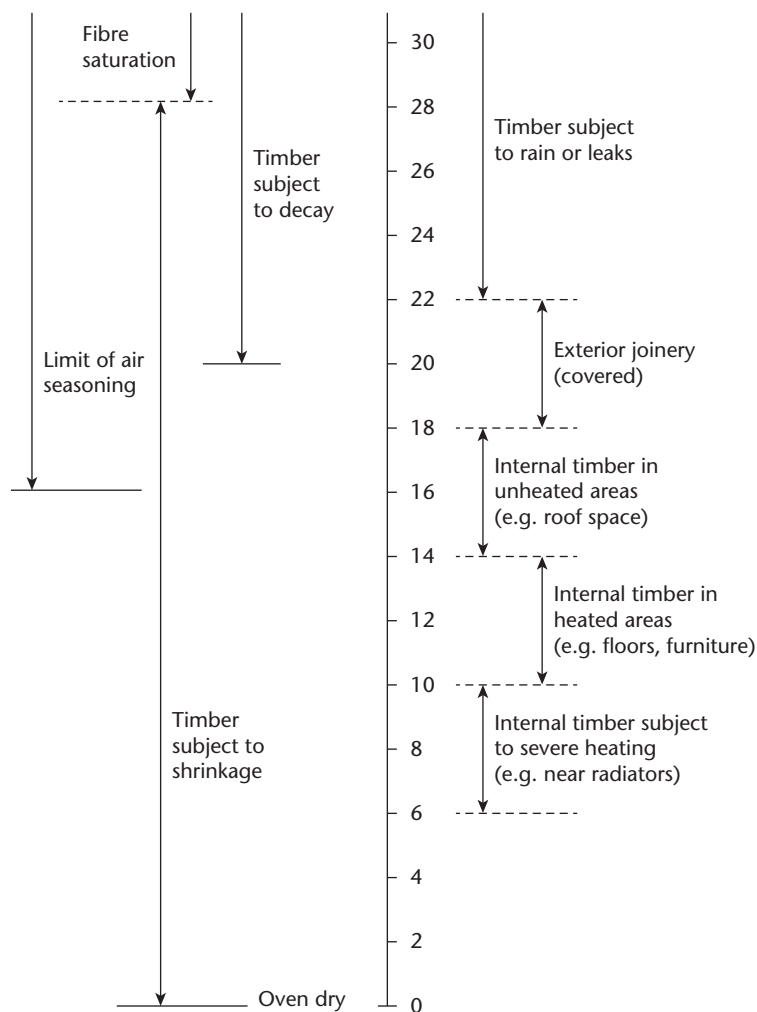 Fibre
saturation
Timber
subject
to decay
Limit of air
seasoning
Timber
subject to
shrinkage
Oven dry
30
28
26
24
22
20
18
16
14
12
10
8
6
4
2
0
Timber subject
to rain or leaks
Exterior joinery
(covered)
Internal timber in
unheated areas
(e.g. roof space)
Internal timber in
heated areas
(e.g. floors, furniture)
Internal timber subject
to severe heating
(e.g. near radiators)